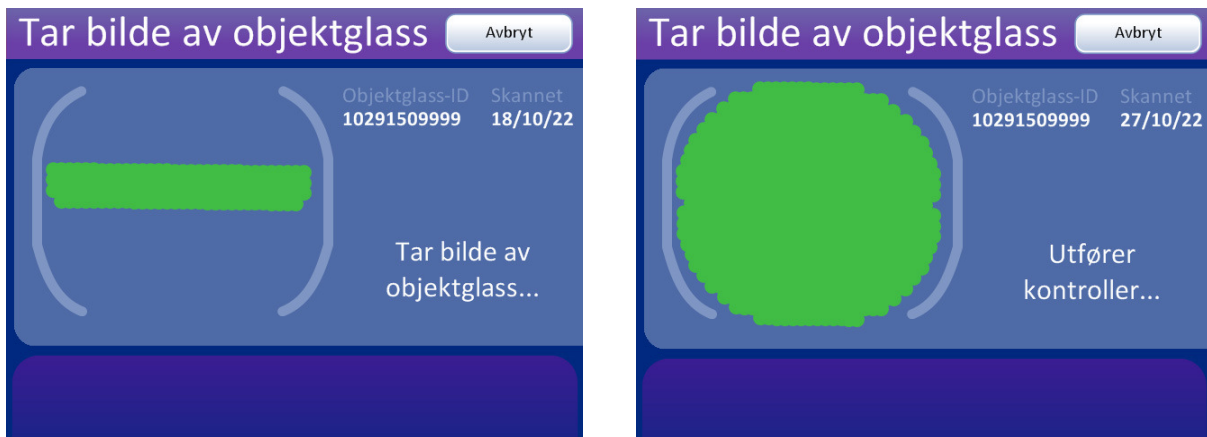 Tar bilde av objektglass
Avbryt
Objektglass-ID Skannet
10291509999 18/10/22
Tar bilde av
objektglass...
Tar bilde av objektglass
Avbryt
Objektglass-ID Skannet
10291509999 27/10/22
Utfører
kontroller...